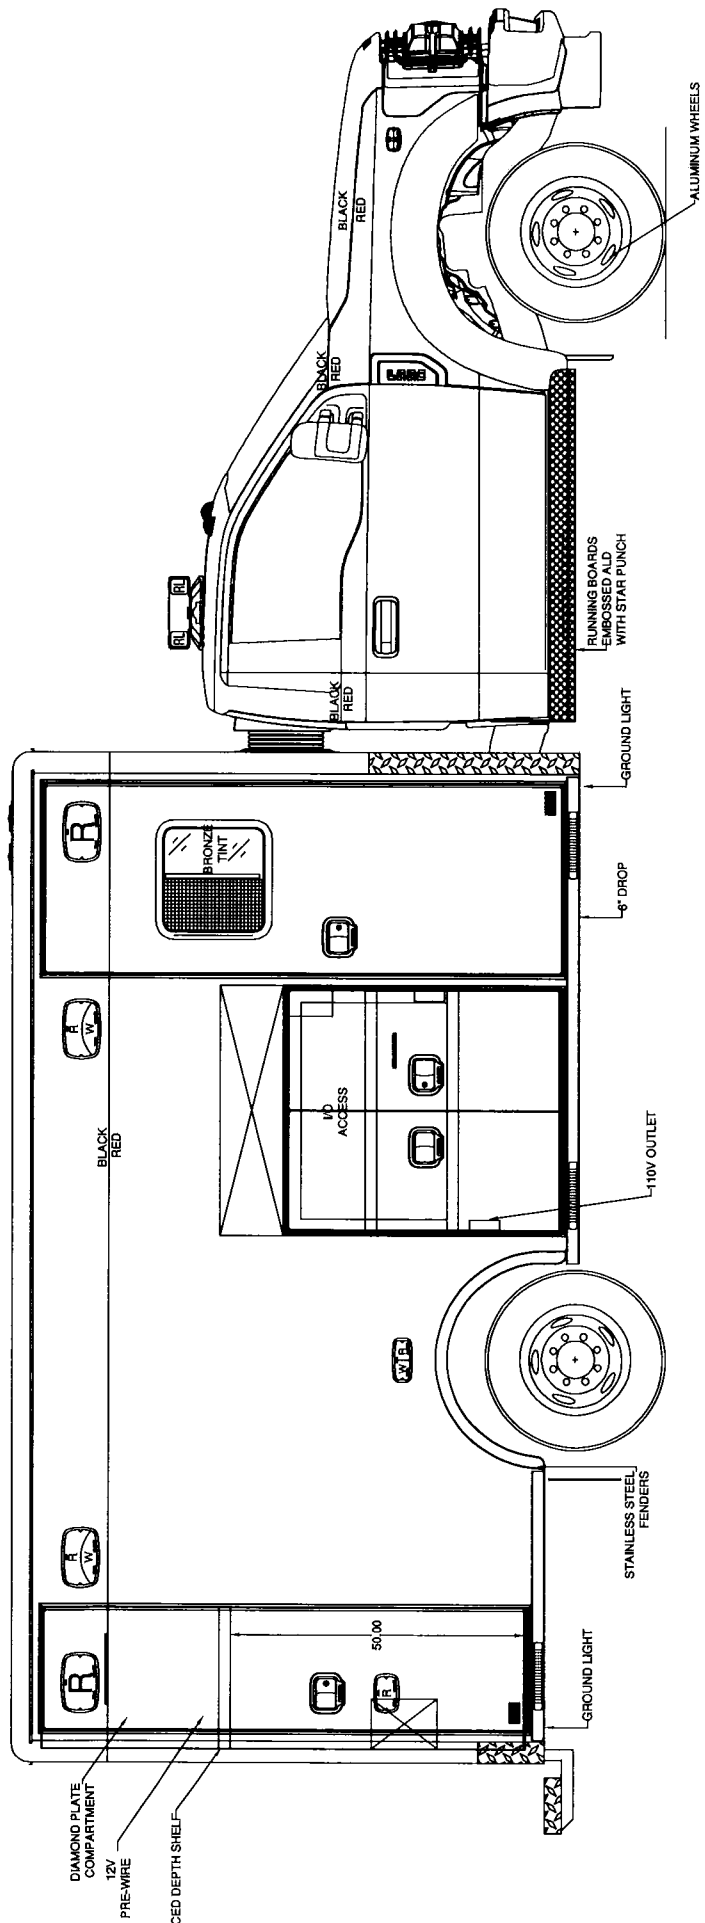 DIAMOND PLATE
COMPARTMENT
12V
PRE-WIRE
CED DEPTH SHELF
R
R
W
50.00
R
GROUND LIGHT
STAINLESS STEEL
FENDERS
W R
BLACK
RED
R
W
I/O
ACCESS
110V OUTLET
R
BRONZE
TINT
6" DROP
GROUND LIGHT
RL
RL
BLACK
RED
RUNNING BOARDS
EMBOSSED ALD
WITH STAR PUNCH
BLACK
RED
BLACK
RED
ALUMINUM WHEELS